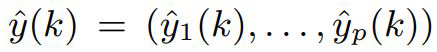 ŷ(k) = (ŷ₁(k), . . . , ŷₚ(k))